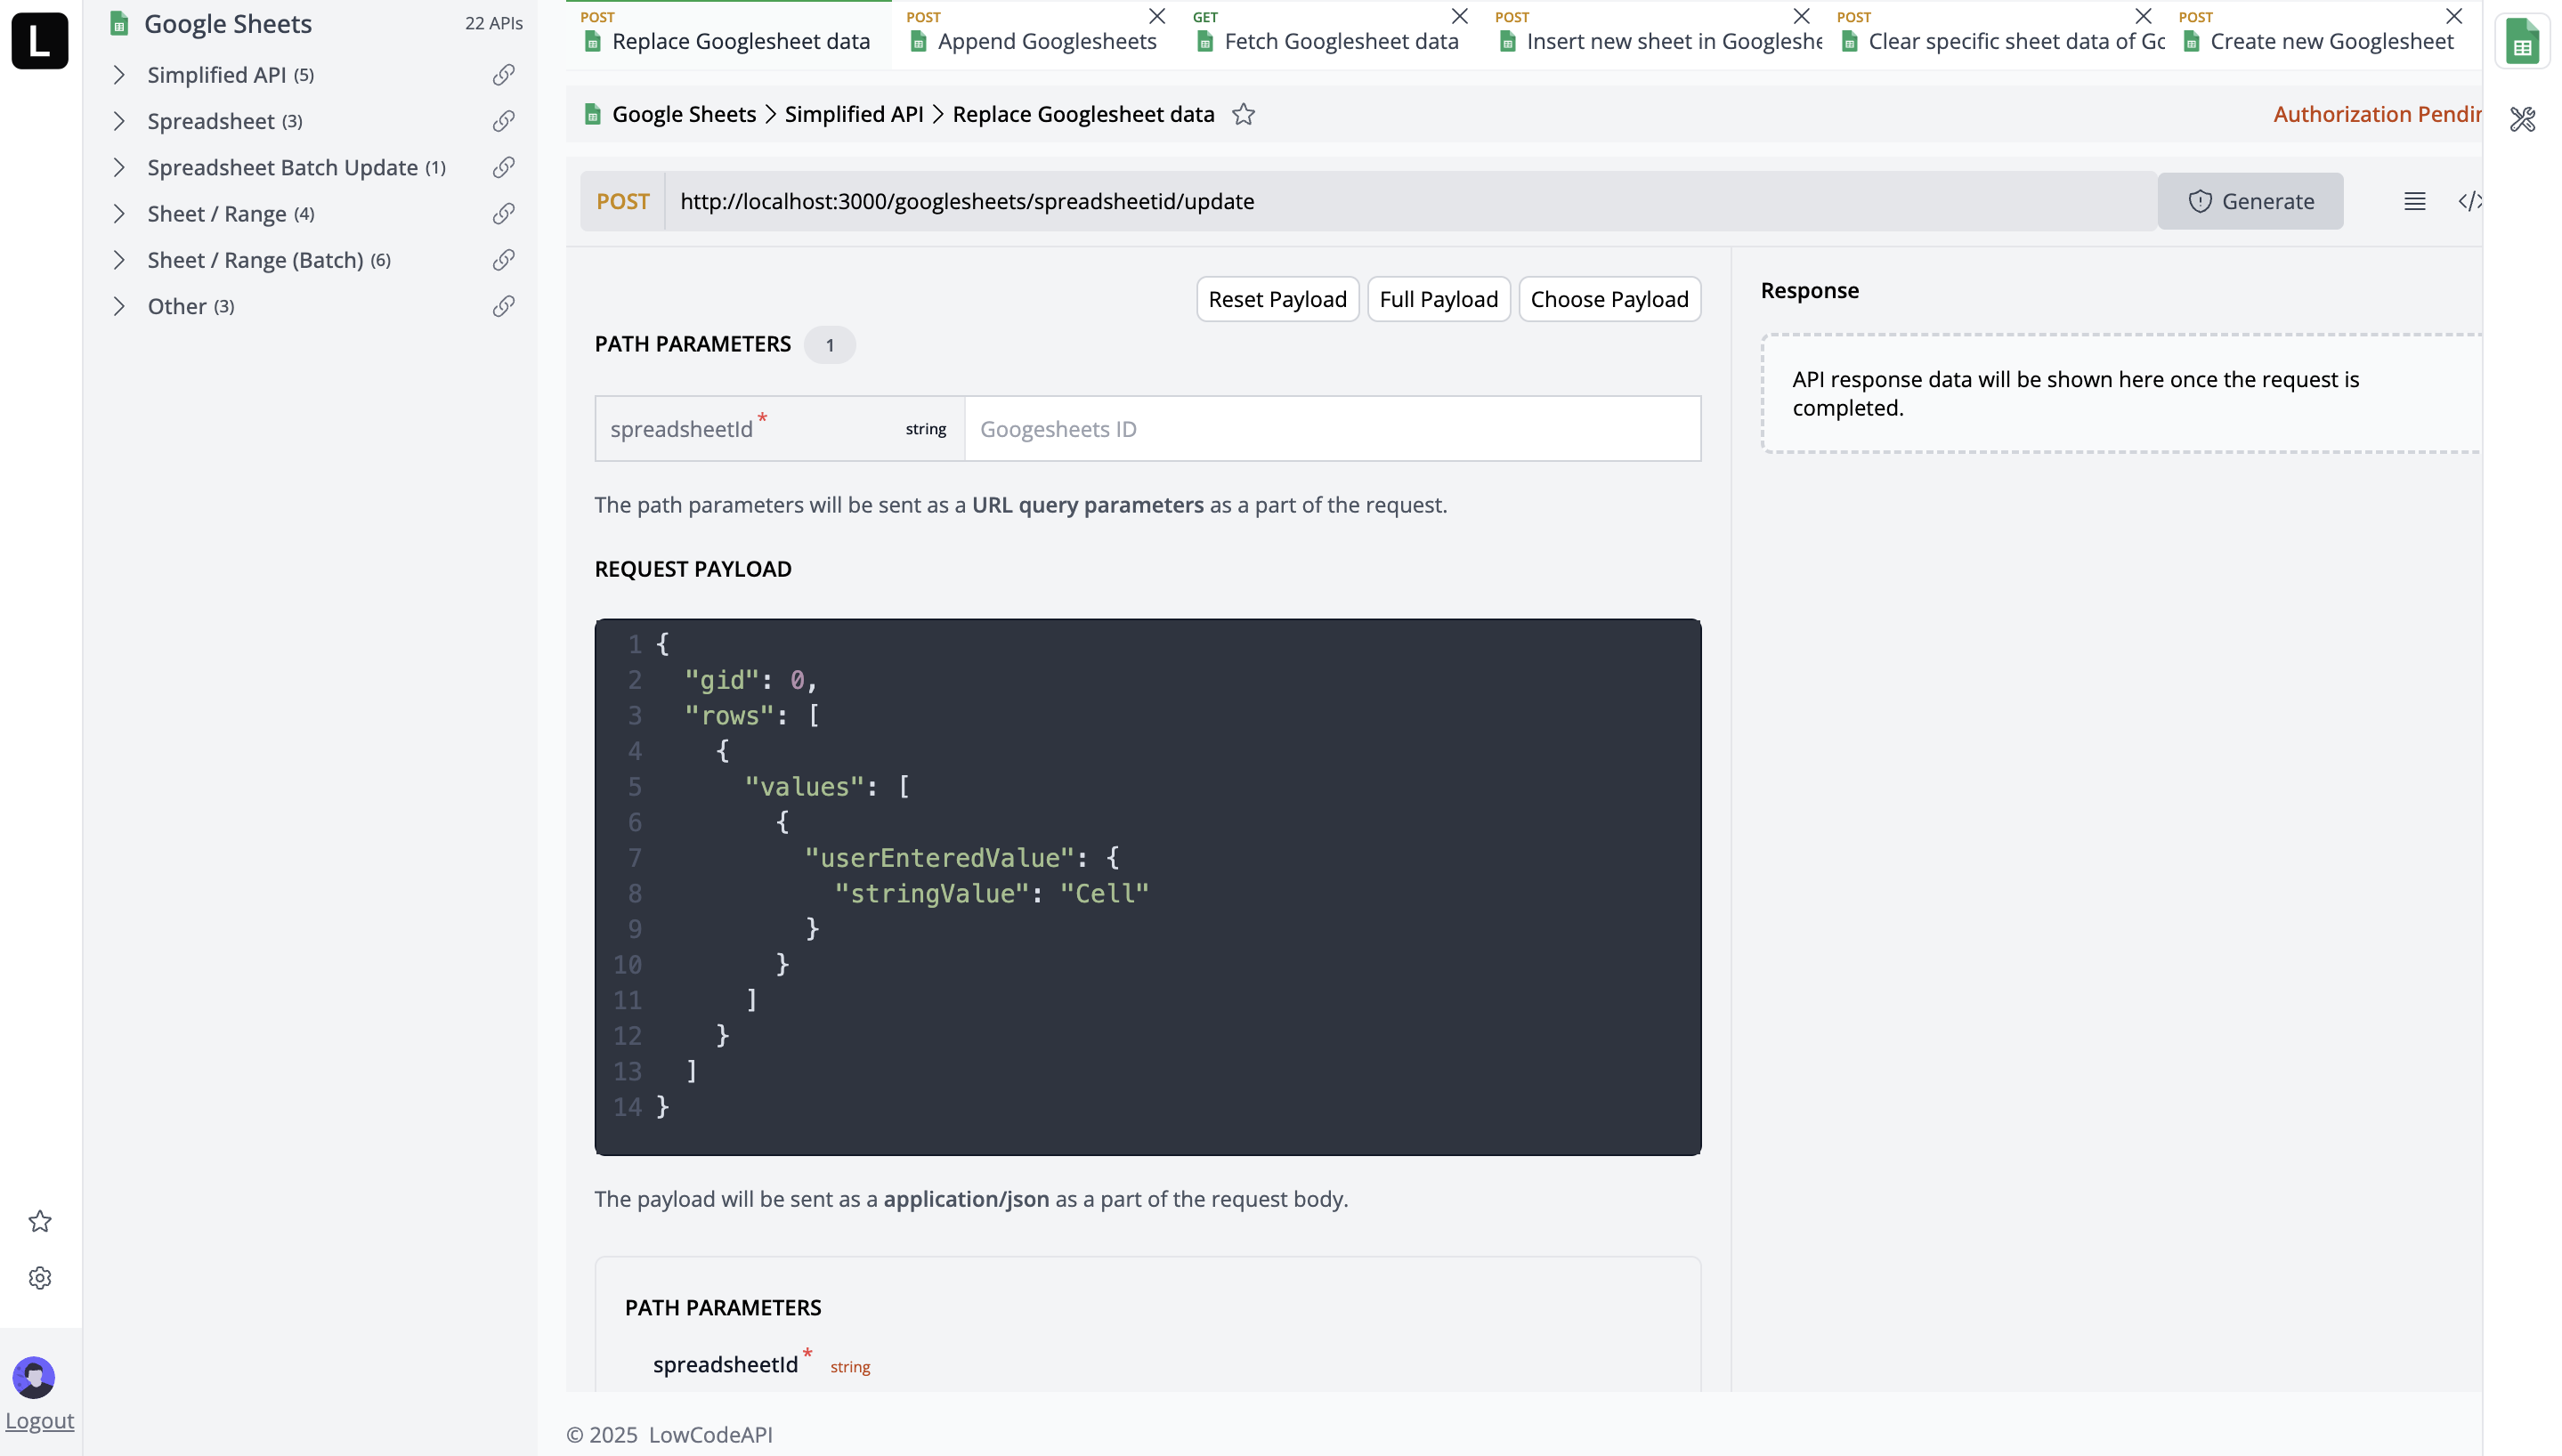 L
Google Sheets 22 APIs
Simplified API (5)
Spreadsheet (3)
Spreadsheet Batch Update (1)
Sheet / Range (4)
Sheet / Range (Batch) (6)
Other (3)
Logout
POST
Replace Googlesheet data
POST
Append Googlesheets
GET
Fetch Googlesheet data
POST
Insert new sheet in Googleshe
POST
Clear specific sheet data of Go
POST
Create new Googlesheet
Google Sheets > Simplified API > Replace Googlesheet data
Authorization Pendin
POST http://localhost:3000/googlesheets/spreadsheetid/update
Generate
</>
Reset Payload Full Payload Choose Payload
PATH PARAMETERS 1
spreadsheetId * string Googesheets ID
The path parameters will be sent as a URL query parameters as a part of the request.
REQUEST PAYLOAD
1 {
2 "gid": 0,
3 "rows": [
4 {
5 "values": [
6 {
7 "userEnteredValue": {
8 "stringValue": "Cell"
9 }
10 }
11 ]
12 }
13 ]
14 }
The payload will be sent as a application/json as a part of the request body.
PATH PARAMETERS
spreadsheetId * string
Response
API response data will be shown here once the request is
completed.
© 2025 LowCodeAPI